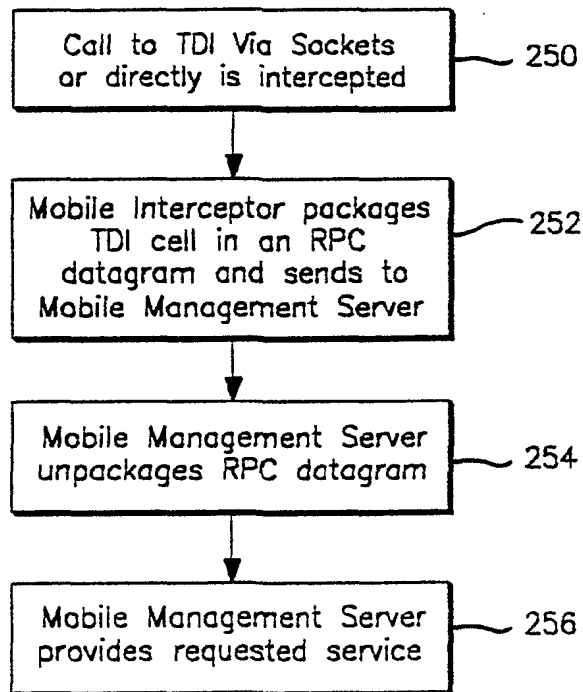 Call to TDI Via Sockets
or directly is intercepted
250
Mobile Interceptor packages
TDI cell in an RPC
datagram and sends to
Mobile Management Server
252
Mobile Management Server
unpackages RPC datagram
254
Mobile Management Server
provides requested service
256